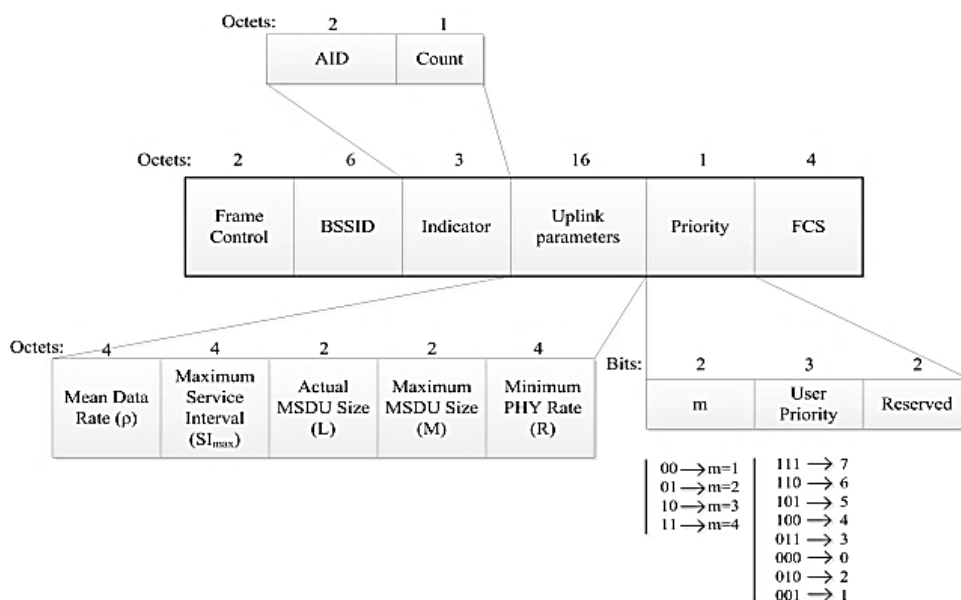 Octets: 2 1
AID Count
Octets: 2 6 3 16 1 4
Frame Control BSSID Indicator Uplink parameters Priority FCS
Octets: 4 4 2 2 4
Mean Data Rate (ρ) Maximum Service Interval (SImax) Actual MSDU Size (L) Maximum MSDU Size (M) Minimum PHY Rate (R)
Bits: 2 3 2
m User Priority Reserved
00→m=1
01→m=2
10→m=3
11→m=4
111→7
110→6
101→5
100→4
011→3
000→0
010→2
001→1